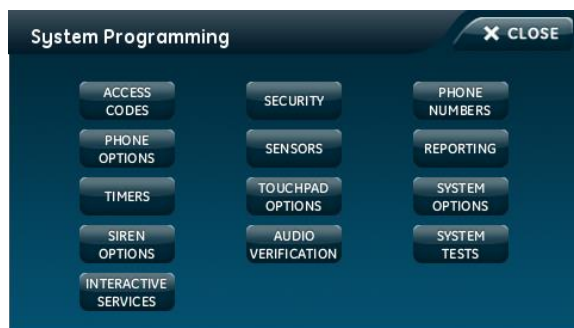 System Programming
X CLOSE
ACCESS
CODES
SECURITY
PHONE
NUMBERS
PHONE
OPTIONS
SENSORS
REPORTING
TIMERS
TOUCHPAD
OPTIONS
SYSTEM
OPTIONS
SIREN
OPTIONS
AUDIO
VERIFICATION
SYSTEM
TESTS
INTERACTIVE
SERVICES